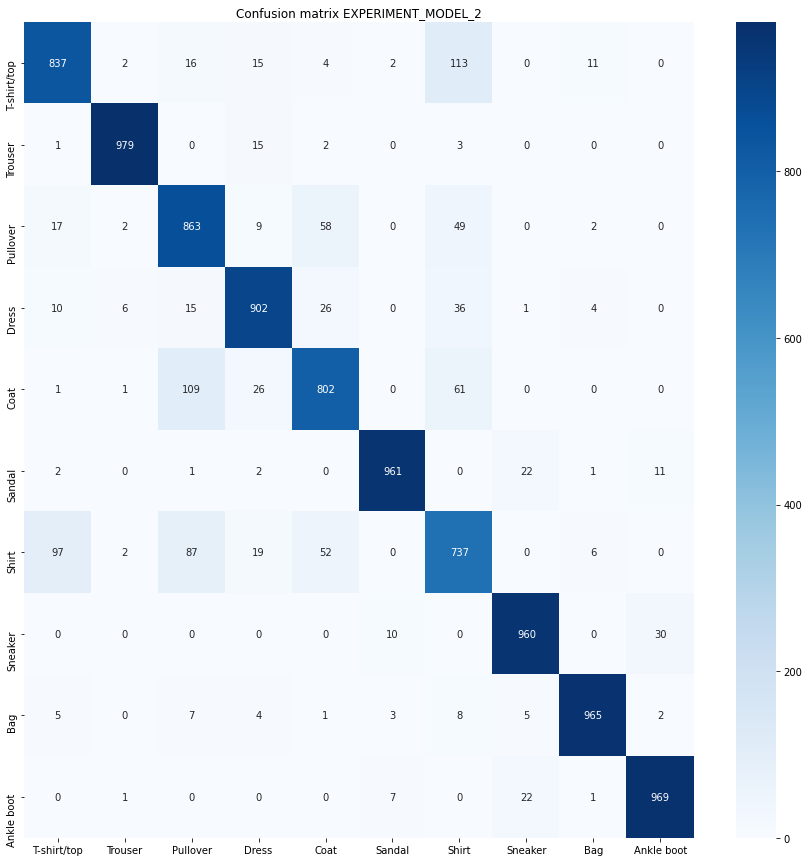 Confusion matrix EXPERIMENT_MODEL_2
T-shirt/top 837 2 16 15 4 2 113 0 11 0
Trouser 1 979 0 15 2 0 3 0 0 0
Pullover 17 2 863 9 58 0 49 0 2 0
Dress 10 6 15 902 26 0 36 1 4 0
Coat 1 1 109 26 802 0 61 0 0 0
Sandal 2 0 1 2 0 961 0 22 1 11
Shirt 97 2 87 19 52 0 737 0 6 0
Sneaker 0 0 0 0 0 10 0 960 0 30
Bag 5 0 7 4 1 3 8 5 965 2
Ankle boot 0 1 0 0 0 7 0 22 1 969
T-shirt/top Trouser Pullover Dress Coat Sandal Shirt Sneaker Bag Ankle boot
800
600
400
200
0